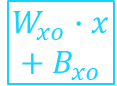 W_{xo} · x
+ B_{xo}